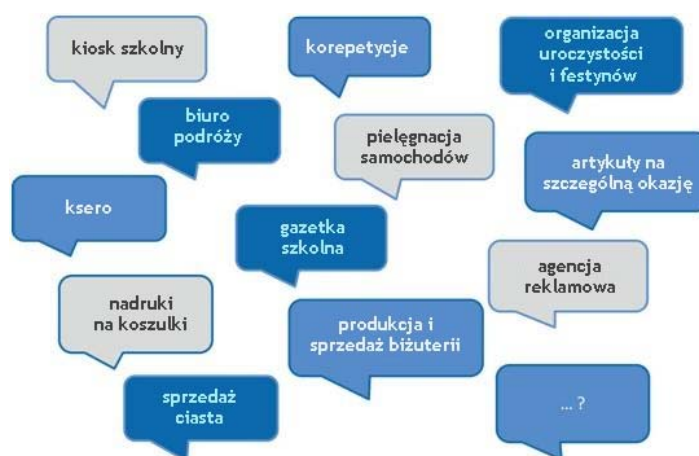 kiosk szkolny
korepetycje
organizacja
uroczystości
i festynów
biuro
podróży
pielęgnacja
samochodów
artykuły na
szczególną okazję
ksero
gazetka
szkolna
agencja
reklamowa
nadruki
na koszulki
produkcja i
sprzedaż biżuterii
sprzedaż
ciasta
... ?